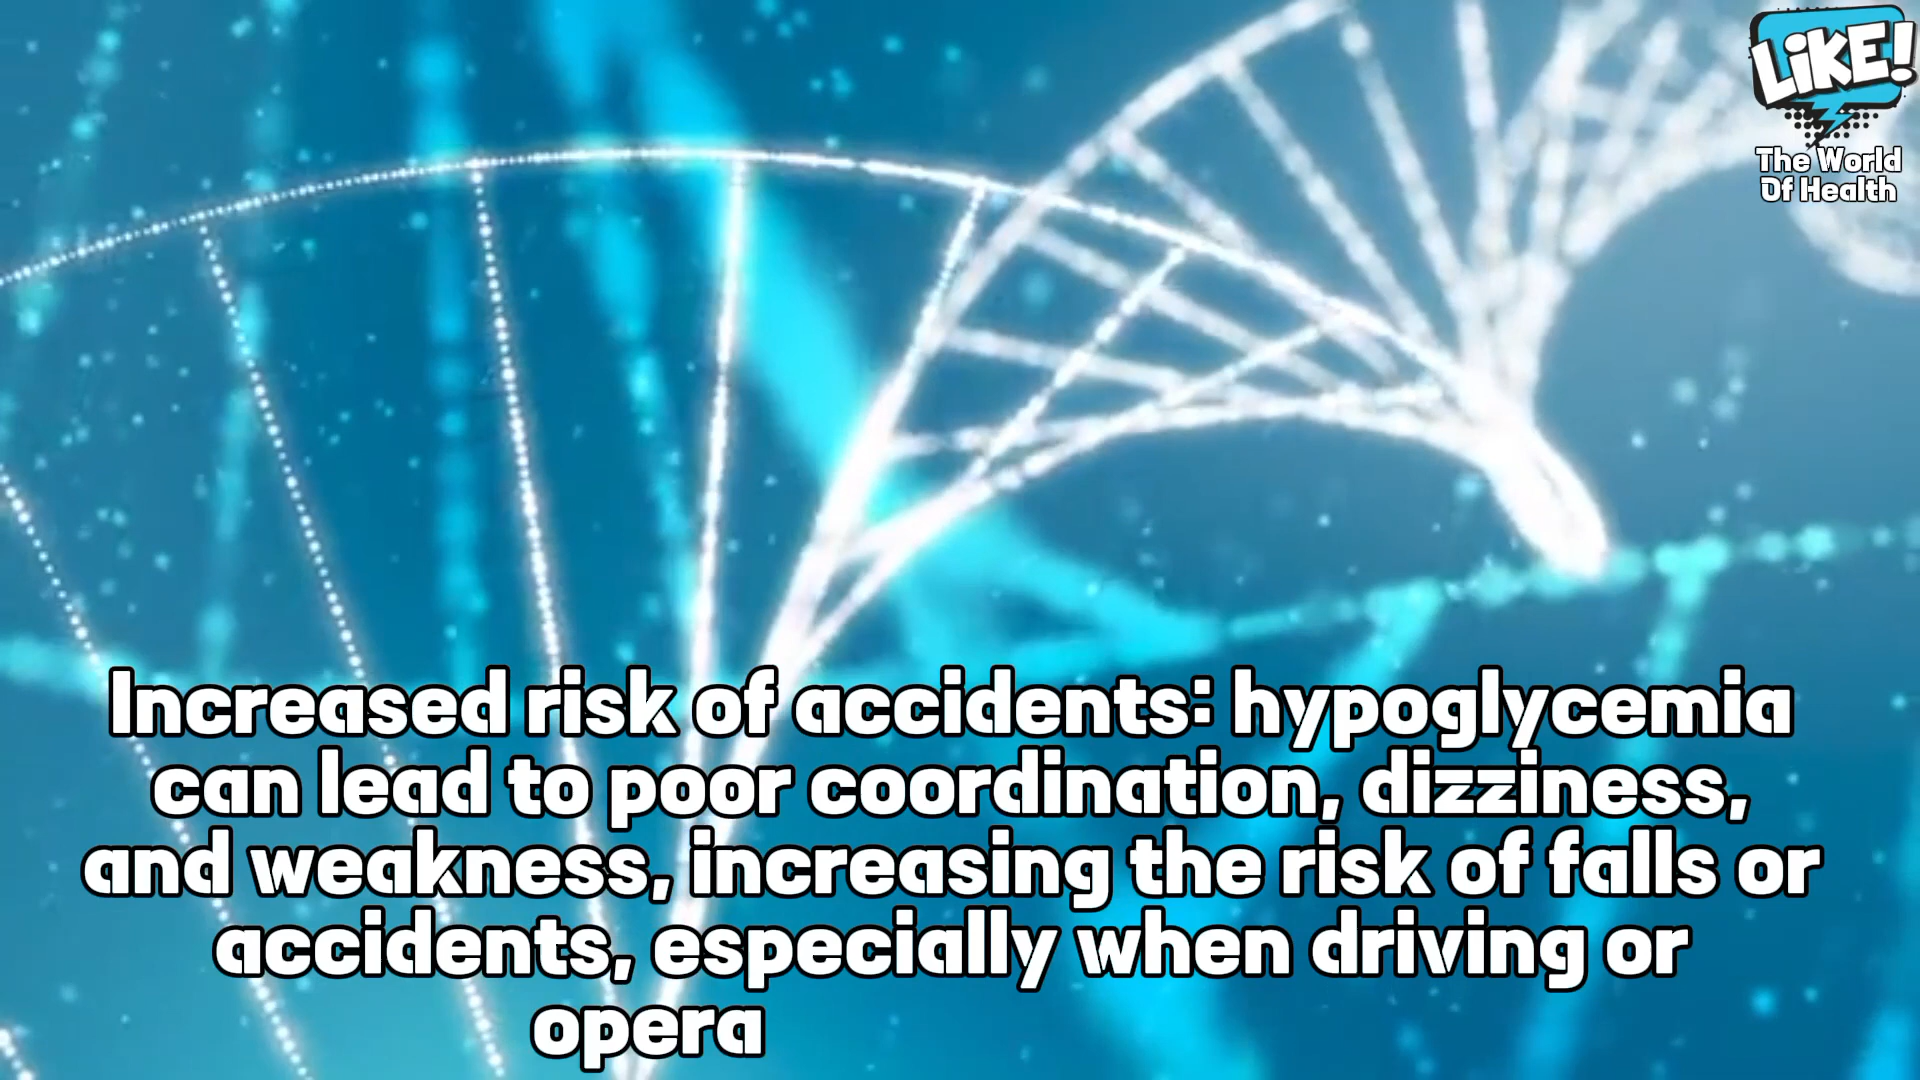 LiKE!
The World
Of Health
Increased risk of accidents: hypoglycemia
can lead to poor coordination, dizziness,
and weakness, increasing the risk of falls or
accidents, especially when driving or
opera